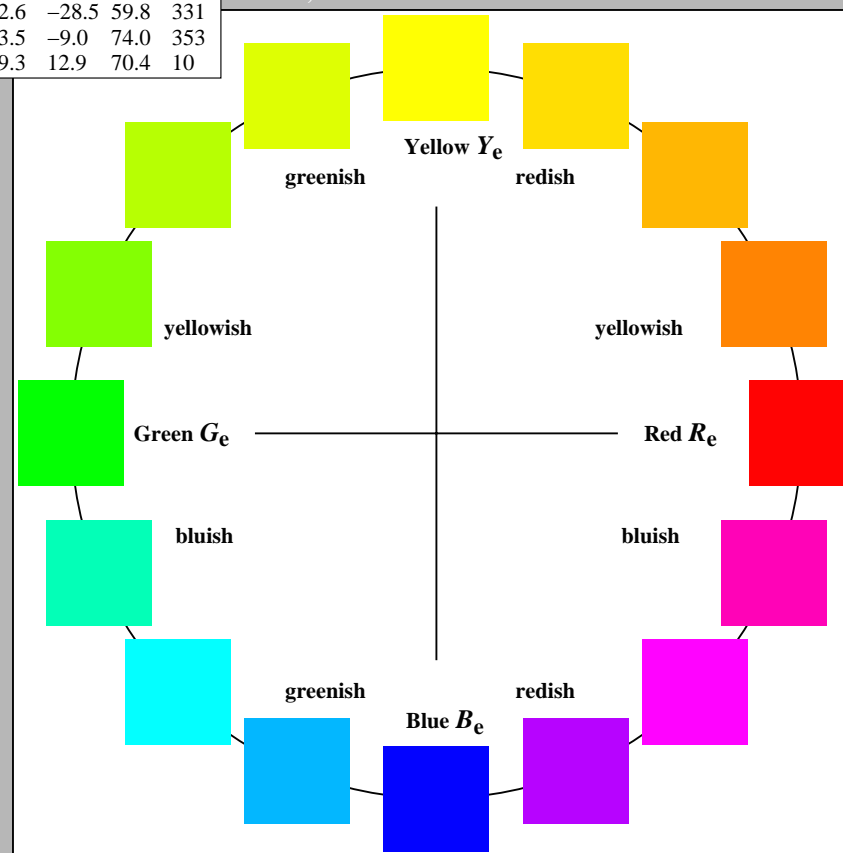 2.6 −28.5 59.8 331
3.5 −9.0 74.0 353
9.3 12.9 70.4 10
Yellow Ye
greenish redish
yellowish yellowish
Green Ge Red Re
bluish bluish
greenish redish
Blue Be